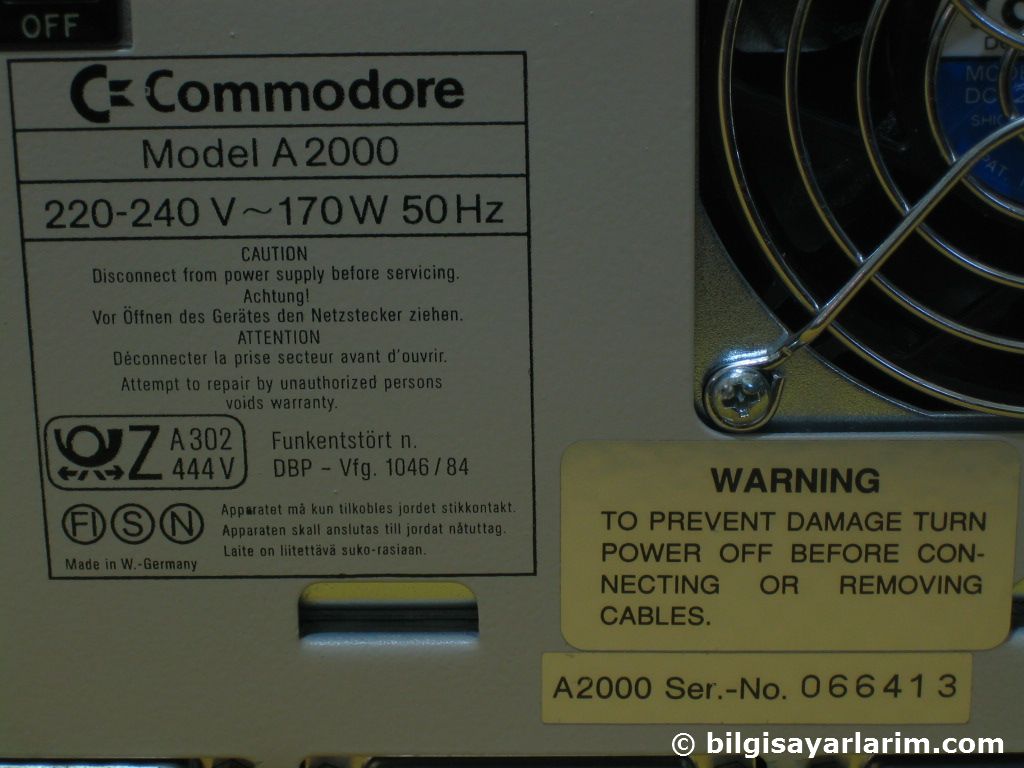 OFF
Commodore
Model A2000
220-240 V ~ 170 W 50 Hz
CAUTION
Disconnect from power supply before servicing.
Achtung!
Vor Öffnen des Gerätes den Netzstecker ziehen.
ATTENTION
Déconnecter la prise secteur avant d'ouvrir.
Attempt to repair by unauthorized persons
voids warranty.
Z A 302
444 V
Funkentstört n.
DBP - Vfg. 1046/84
FI S N
Apparatet må kun tilkobles jordet stikkontakt.
Apparaten skall anslutas till jordat nåtuttag.
Laite on liitettävä suko-rasiaan.
Made in W.-Germany
DC
PAT.
WARNING
TO PREVENT DAMAGE TURN
POWER OFF BEFORE CON-
NECTING OR REMOVING
CABLES.
A2000 Ser.-No. 066413
© bilgisayarlarim.com